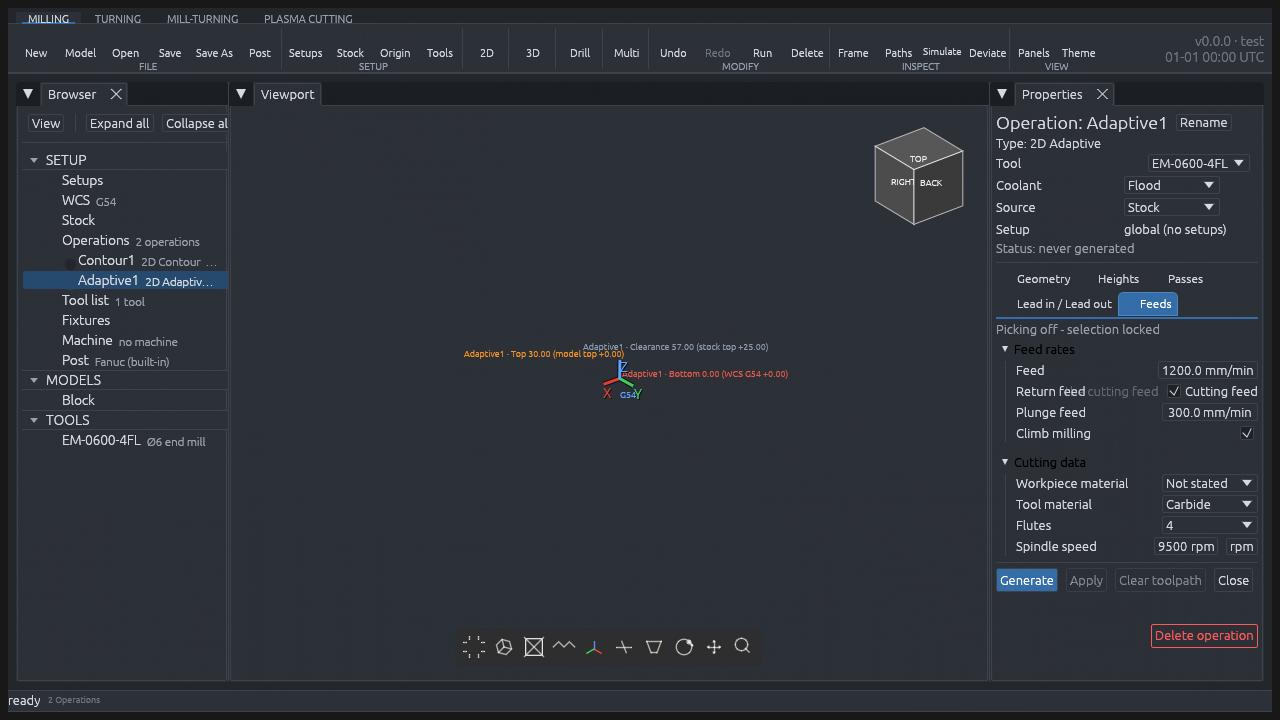 MILLING TURNING MILL-TURNING PLASMA CUTTING
New Model Open Save Save As Post Setups Stock Origin Tools 2D 3D Drill Multi Undo Redo Run Delete Frame Paths Simulate Deviate Panels Theme
FILE SETUP MODIFY INSPECT VIEW
v0.0.0 · test
01-01 00:00 UTC
Browser
View Expand all Collapse al
SETUP
Setups
WCS G54
Stock
Operations 2 operations
Contour1 2D Contour ...
Adaptive1 2D Adaptiv...
Tool list 1 tool
Fixtures
Machine no machine
Post Fanuc (built-in)
MODELS
Block
TOOLS
EM-0600-4FL Ø6 end mill
Viewport
TOP
RIGHT BACK
Adaptive1 · Clearance 57.00 (stock top +25.00)
Adaptive1 · Top 30.00 (model top +0.00)
Adaptive1 · Bottom 0.00 (WCS G54 +0.00)
Z
X G54 Y
Properties
Operation: Adaptive1 Rename
Type: 2D Adaptive
Tool EM-0600-4FL
Coolant Flood
Source Stock
Setup global (no setups)
Status: never generated
Geometry Heights Passes
Lead in / Lead out Feeds
Picking off - selection locked
Feed rates
Feed 1200.0 mm/min
Return feed cutting feed Cutting feed
Plunge feed 300.0 mm/min
Climb milling
Cutting data
Workpiece material Not stated
Tool material Carbide
Flutes 4
Spindle speed 9500 rpm rpm
Generate Apply Clear toolpath Close
Delete operation
ready 2 Operations